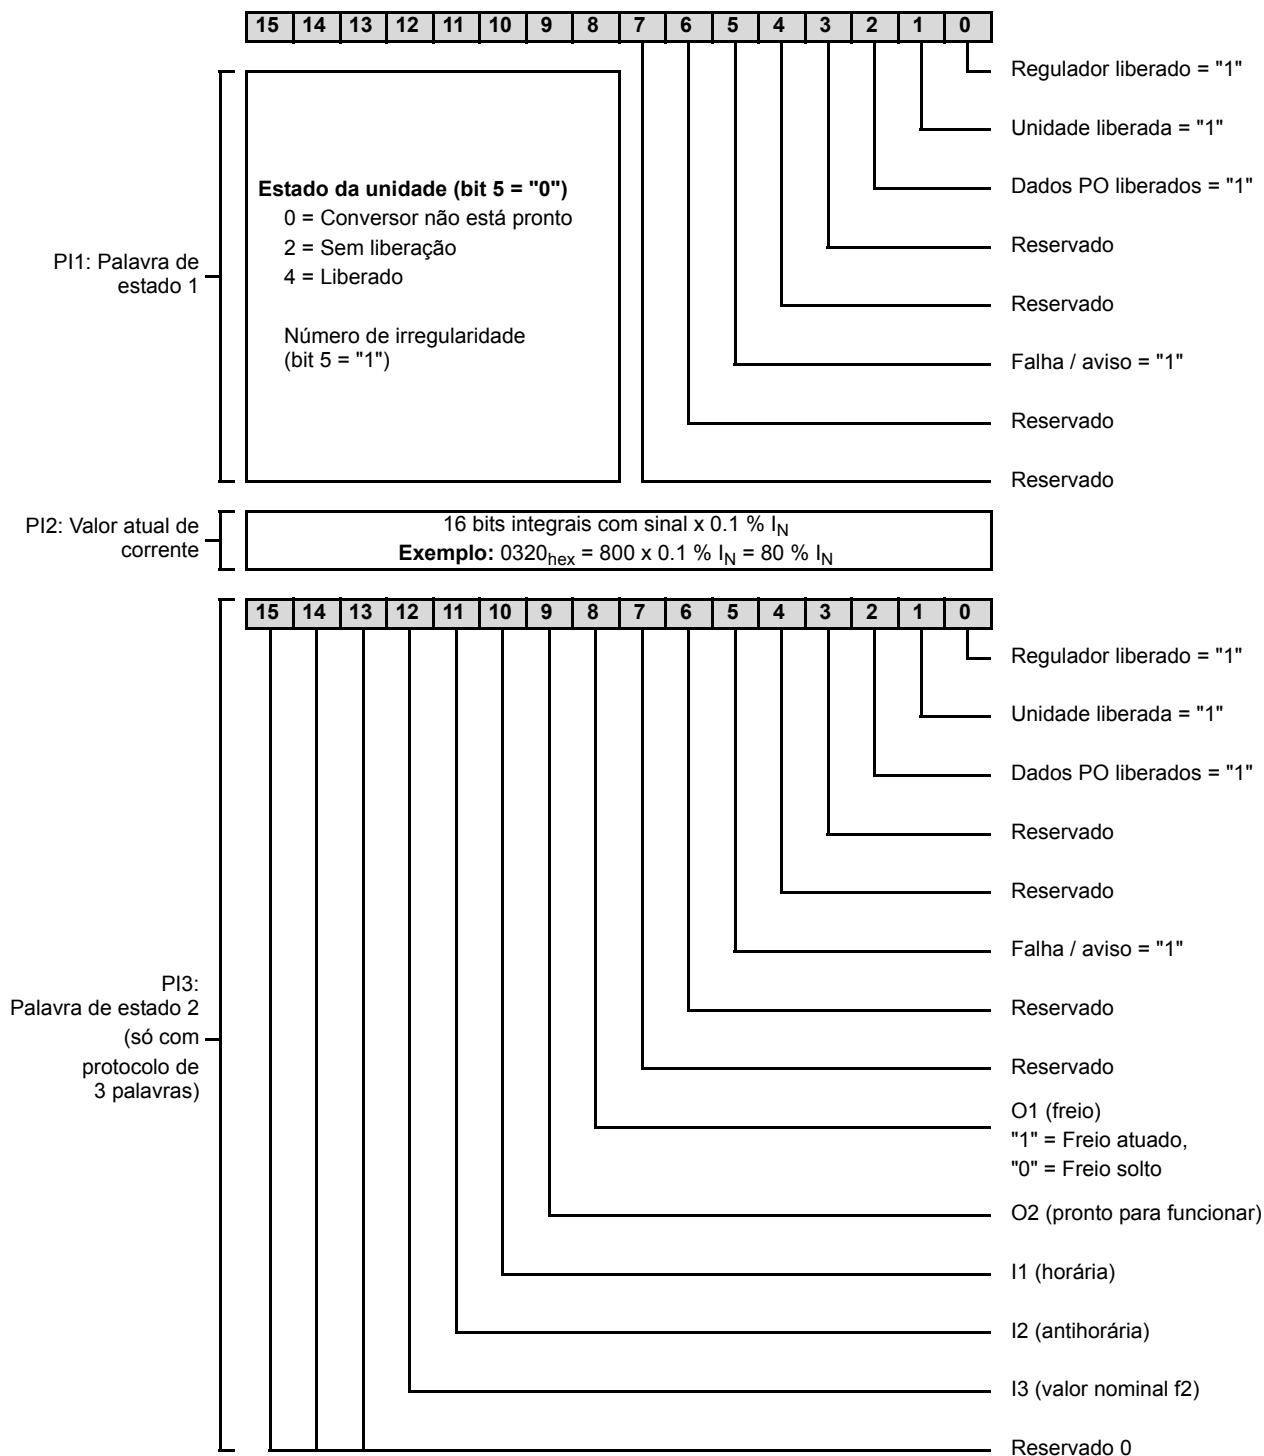 15 14 13 12 11 10 9 8 7 6 5 4 3 2 1 0
Regulador liberado = "1"
Unidade liberada = "1"
Dados PO liberados = "1"
Reservado
Reservado
Falha / aviso = "1"
Reservado
Reservado
PI1: Palavra de
estado 1
Estado da unidade (bit 5 = "0")
0 = Conversor não está pronto
2 = Sem liberação
4 = Liberado
Número de irregularidade
(bit 5 = "1")
PI2: Valor atual de
corrente
16 bits integrais com sinal x 0.1 % IN
Exemplo: 0320hex = 800 x 0.1 % IN = 80 % IN
15 14 13 12 11 10 9 8 7 6 5 4 3 2 1 0
Regulador liberado = "1"
Unidade liberada = "1"
Dados PO liberados = "1"
Reservado
Reservado
Falha / aviso = "1"
Reservado
Reservado
PI3:
Palavra de estado 2
(só com
protocolo de
3 palavras)
O1 (freio)
"1" = Freio atuado,
"0" = Freio solto
O2 (pronto para funcionar)
I1 (horária)
I2 (antihorária)
I3 (valor nominal f2)
Reservado 0